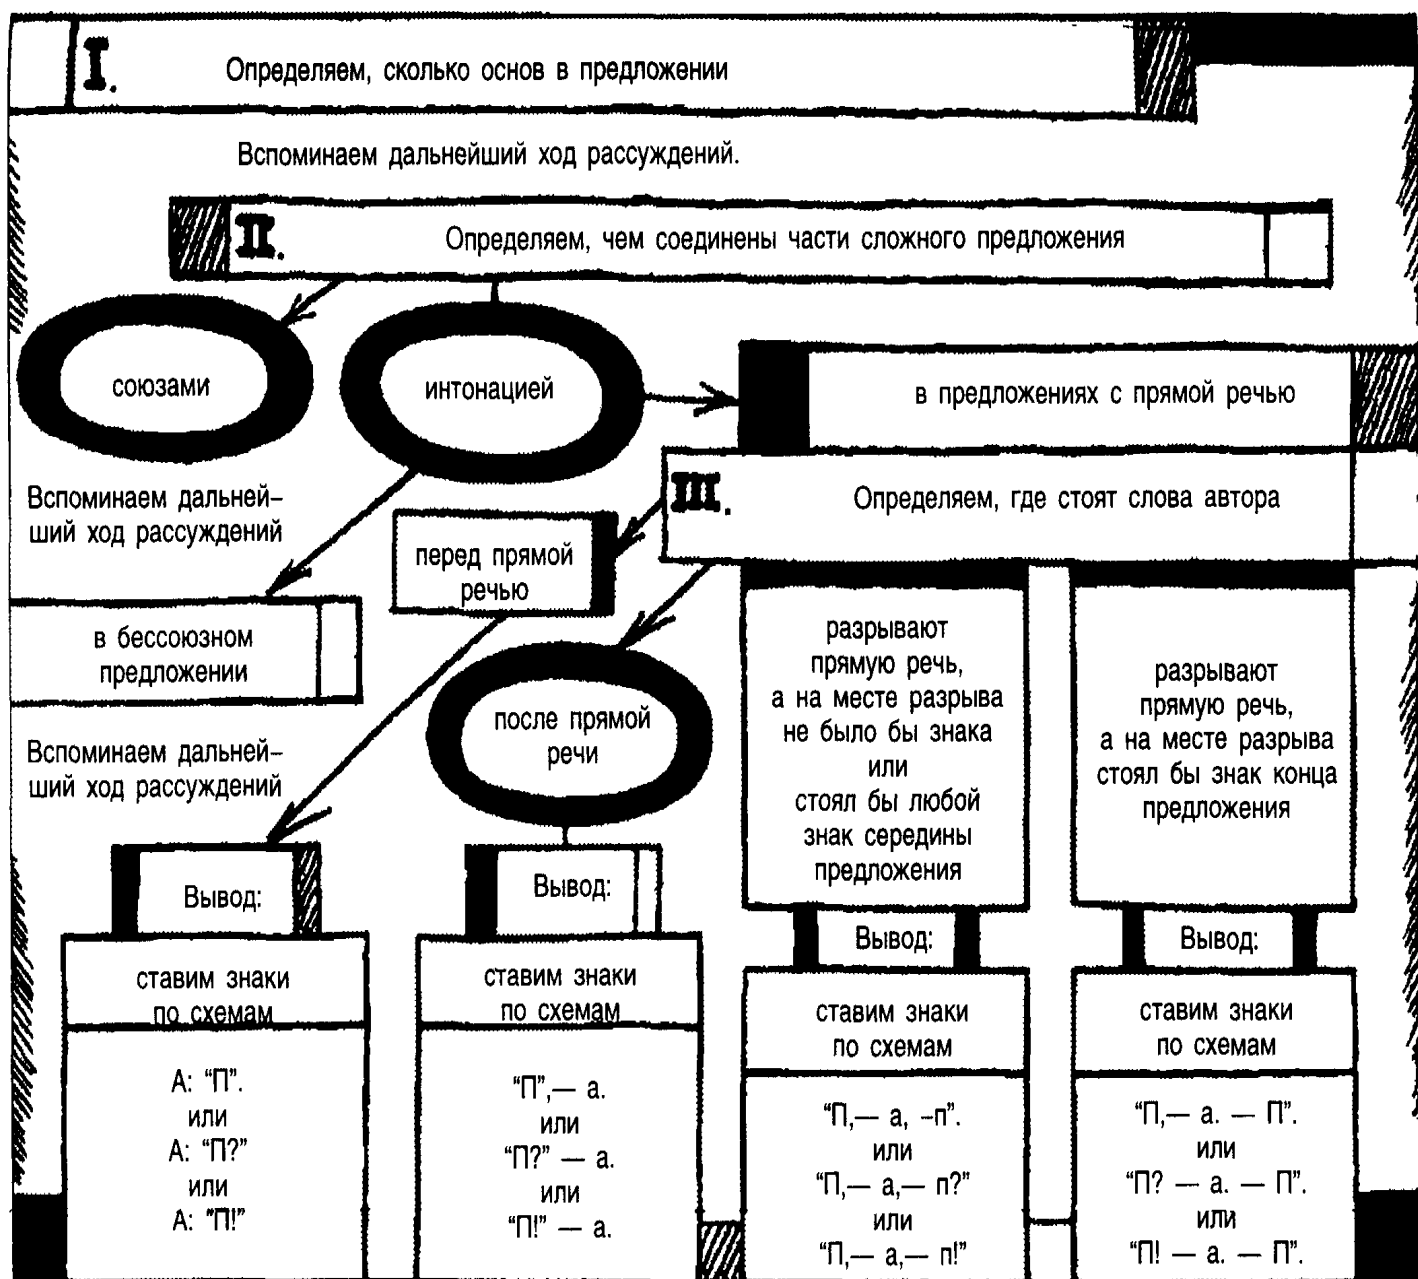 I.
Определяем, сколько основ в предложении
Вспоминаем дальнейший ход рассуждений.
II.
Определяем, чем соединены части сложного предложения
союзами
интонацией
в предложениях с прямой речью
Вспоминаем дальней–
ший ход рассуждений
III.
Определяем, где стоят слова автора
перед прямой
речью
в бессоюзном
предложении
Вспоминаем дальней–
ший ход рассуждений
после прямой
речи
разрывают
прямую речь,
а на месте разрыва
не было бы знака
или
стоял бы любой
знак середины
предложения
разрывают
прямую речь,
а на месте разрыва
стоял бы знак конца
предложения
Вывод:
ставим знаки
по схемам
А: “П”.
или
А: “П?”
или
А: “П!”
Вывод:
ставим знаки
по схемам
“П”,— а.
или
“П?” — а.
или
“П!” — а.
Вывод:
ставим знаки
по схемам
“П,— а, –п”.
или
“П,— а,— п?”
или
“П,— а,— п!”
Вывод:
ставим знаки
по схемам
“П,— а. — П”.
или
“П? — а. — П”.
или
“П! — а. — П”.